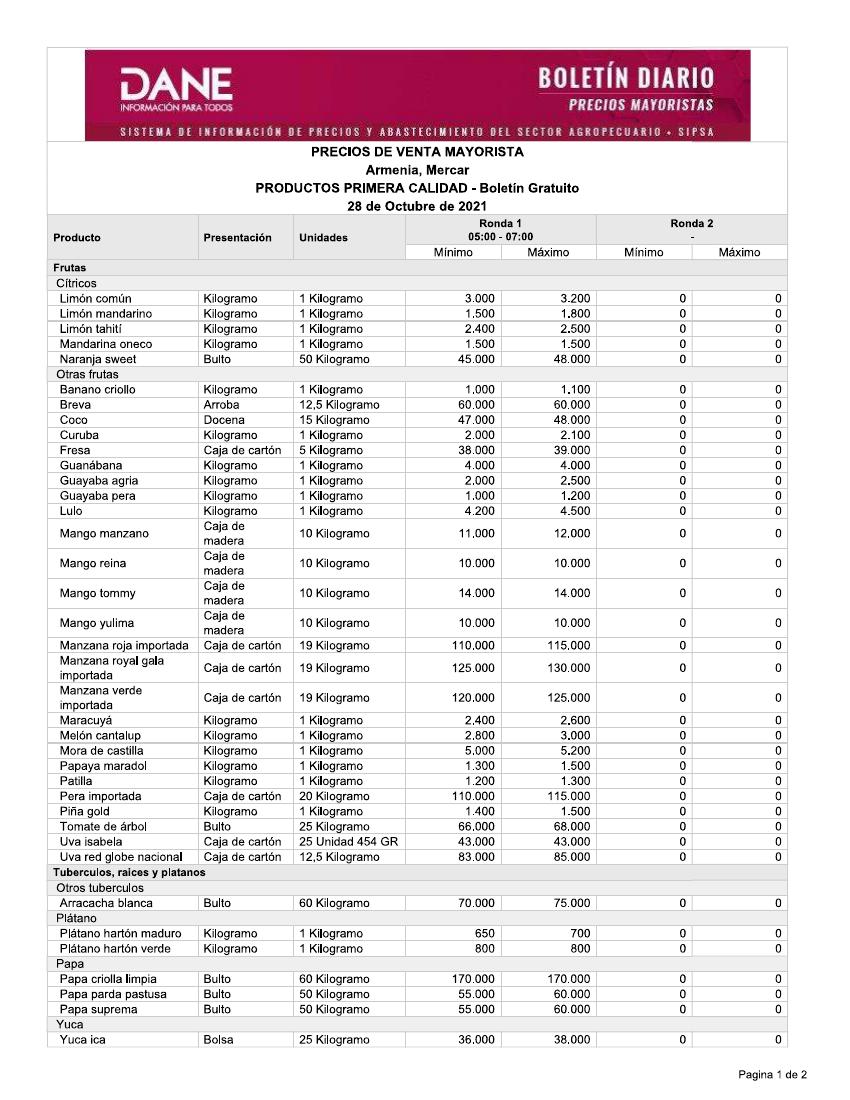 DANE
INFORMACIÓN PARA TODOS
BOLETÍN DIARIO
PRECIOS MAYORISTAS
SISTEMA DE INFORMACIÓN DE PRECIOS Y ABASTECIMIENTO DEL SECTOR AGROPECUARIO • SIPSA
PRECIOS DE VENTA MAYORISTA
Armenia, Mercar
PRODUCTOS PRIMERA CALIDAD - Boletín Gratuito
28 de Octubre de 2021
Producto Presentación Unidades Ronda 1 05:00 - 07:00 Ronda 2 -
Mínimo Máximo Mínimo Máximo
Frutas
Cítricos
Limón común Kilogramo 1 Kilogramo 3.000 3.200 0 0
Limón mandarino Kilogramo 1 Kilogramo 1.500 1.800 0 0
Limón tahití Kilogramo 1 Kilogramo 2.400 2.500 0 0
Mandarina oneco Kilogramo 1 Kilogramo 1.500 1.500 0 0
Naranja sweet Bulto 50 Kilogramo 45.000 48.000 0 0
Otras frutas
Banano criollo Kilogramo 1 Kilogramo 1.000 1.100 0 0
Breva Arroba 12,5 Kilogramo 60.000 60.000 0 0
Coco Docena 15 Kilogramo 47.000 48.000 0 0
Curuba Kilogramo 1 Kilogramo 2.000 2.100 0 0
Fresa Caja de cartón 5 Kilogramo 38.000 39.000 0 0
Guanábana Kilogramo 1 Kilogramo 4.000 4.000 0 0
Guayaba agria Kilogramo 1 Kilogramo 2.000 2.500 0 0
Guayaba pera Kilogramo 1 Kilogramo 1.000 1.200 0 0
Lulo Kilogramo 1 Kilogramo 4.200 4.500 0 0
Mango manzano Caja de madera 10 Kilogramo 11.000 12.000 0 0
Mango reina Caja de madera 10 Kilogramo 10.000 10.000 0 0
Mango tommy Caja de madera 10 Kilogramo 14.000 14.000 0 0
Mango yulima Caja de madera 10 Kilogramo 10.000 10.000 0 0
Manzana roja importada Caja de cartón 19 Kilogramo 110.000 115.000 0 0
Manzana royal gala importada Caja de cartón 19 Kilogramo 125.000 130.000 0 0
Manzana verde importada Caja de cartón 19 Kilogramo 120.000 125.000 0 0
Maracuyá Kilogramo 1 Kilogramo 2.400 2.600 0 0
Melón cantalup Kilogramo 1 Kilogramo 2.800 3.000 0 0
Mora de castilla Kilogramo 1 Kilogramo 5.000 5.200 0 0
Papaya maradol Kilogramo 1 Kilogramo 1.300 1.500 0 0
Patilla Kilogramo 1 Kilogramo 1.200 1.300 0 0
Pera importada Caja de cartón 20 Kilogramo 110.000 115.000 0 0
Piña gold Kilogramo 1 Kilogramo 1.400 1.500 0 0
Tomate de árbol Bulto 25 Kilogramo 66.000 68.000 0 0
Uva isabela Caja de cartón 25 Unidad 454 GR 43.000 43.000 0 0
Uva red globe nacional Caja de cartón 12,5 Kilogramo 83.000 85.000 0 0
Tuberculos, raices y platanos
Otros tuberculos
Arracacha blanca Bulto 60 Kilogramo 70.000 75.000 0 0
Plátano
Plátano hartón maduro Kilogramo 1 Kilogramo 650 700 0 0
Plátano hartón verde Kilogramo 1 Kilogramo 800 800 0 0
Papa
Papa criolla limpia Bulto 60 Kilogramo 170.000 170.000 0 0
Papa parda pastusa Bulto 50 Kilogramo 55.000 60.000 0 0
Papa suprema Bulto 50 Kilogramo 55.000 60.000 0 0
Yuca
Yuca ica Bolsa 25 Kilogramo 36.000 38.000 0 0
Pagina 1 de 2